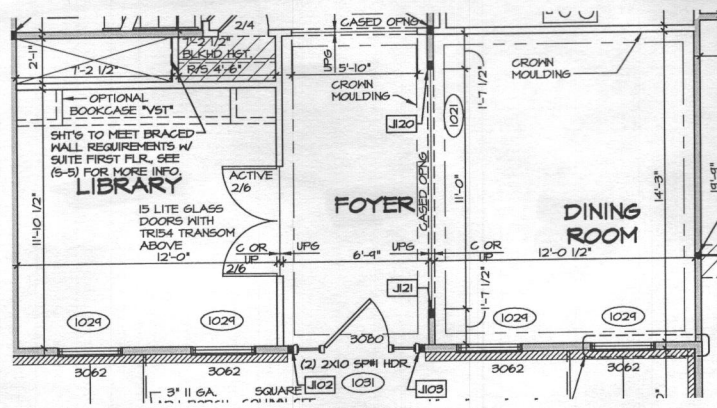 2/4
CASED OPNG
2'-1"
7'-2 1/2"
BLKHD HGT.
R/S 4'-6"
7'-2 1/2"
UPG
5'-10"
CROWN
MOULDING
CROWN
MOULDING
1'-7 1/2"
J120
1021
OPTIONAL
BOOKCASE "VST"
SHT'G TO MEET BRACED
WALL REQUIREMENTS W/
SUITE FIRST FLR., SEE
(S-5) FOR MORE INFO.
LIBRARY
ACTIVE
2/6
15 LITE GLASS
DOORS WITH
TR154 TRANSOM
ABOVE
FOYER
CASED OPNG
11'-0"
DINING
ROOM
14'-3"
19'-4"
11'-10 1/2"
12'-0"
C OR
UP
UPG
2/6
6'-9"
UPG
C OR
UP
12'-0 1/2"
J121
1'-7 1/2"
1029
1029
3080
1029
1029
3062
3062
(2) 2X10 SP#1 HDR.
3062
3062
J102
1031
J103
3" 11 GA.
SQUARE